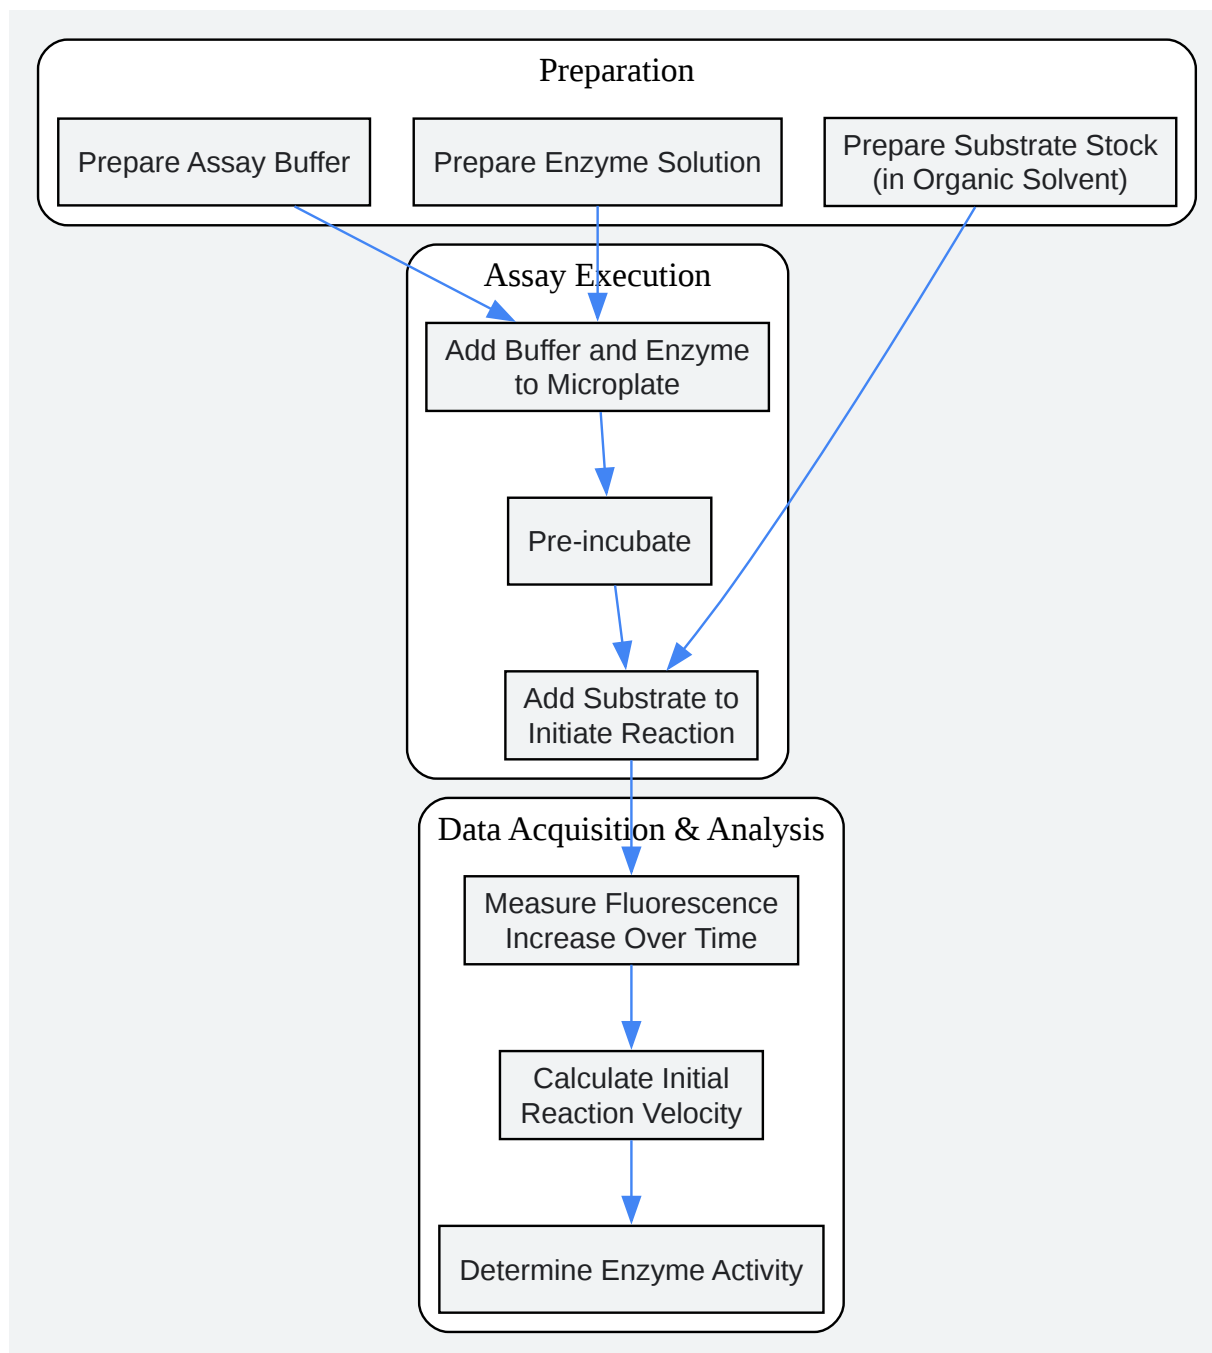 Preparation
Prepare Assay Buffer
Prepare Enzyme Solution
Prepare Substrate Stock
(in Organic Solvent)
Assay Execution
Add Buffer and Enzyme
to Microplate
Pre-incubate
Add Substrate to
Initiate Reaction
Data Acquisition & Analysis
Measure Fluorescence
Increase Over Time
Calculate Initial
Reaction Velocity
Determine Enzyme Activity